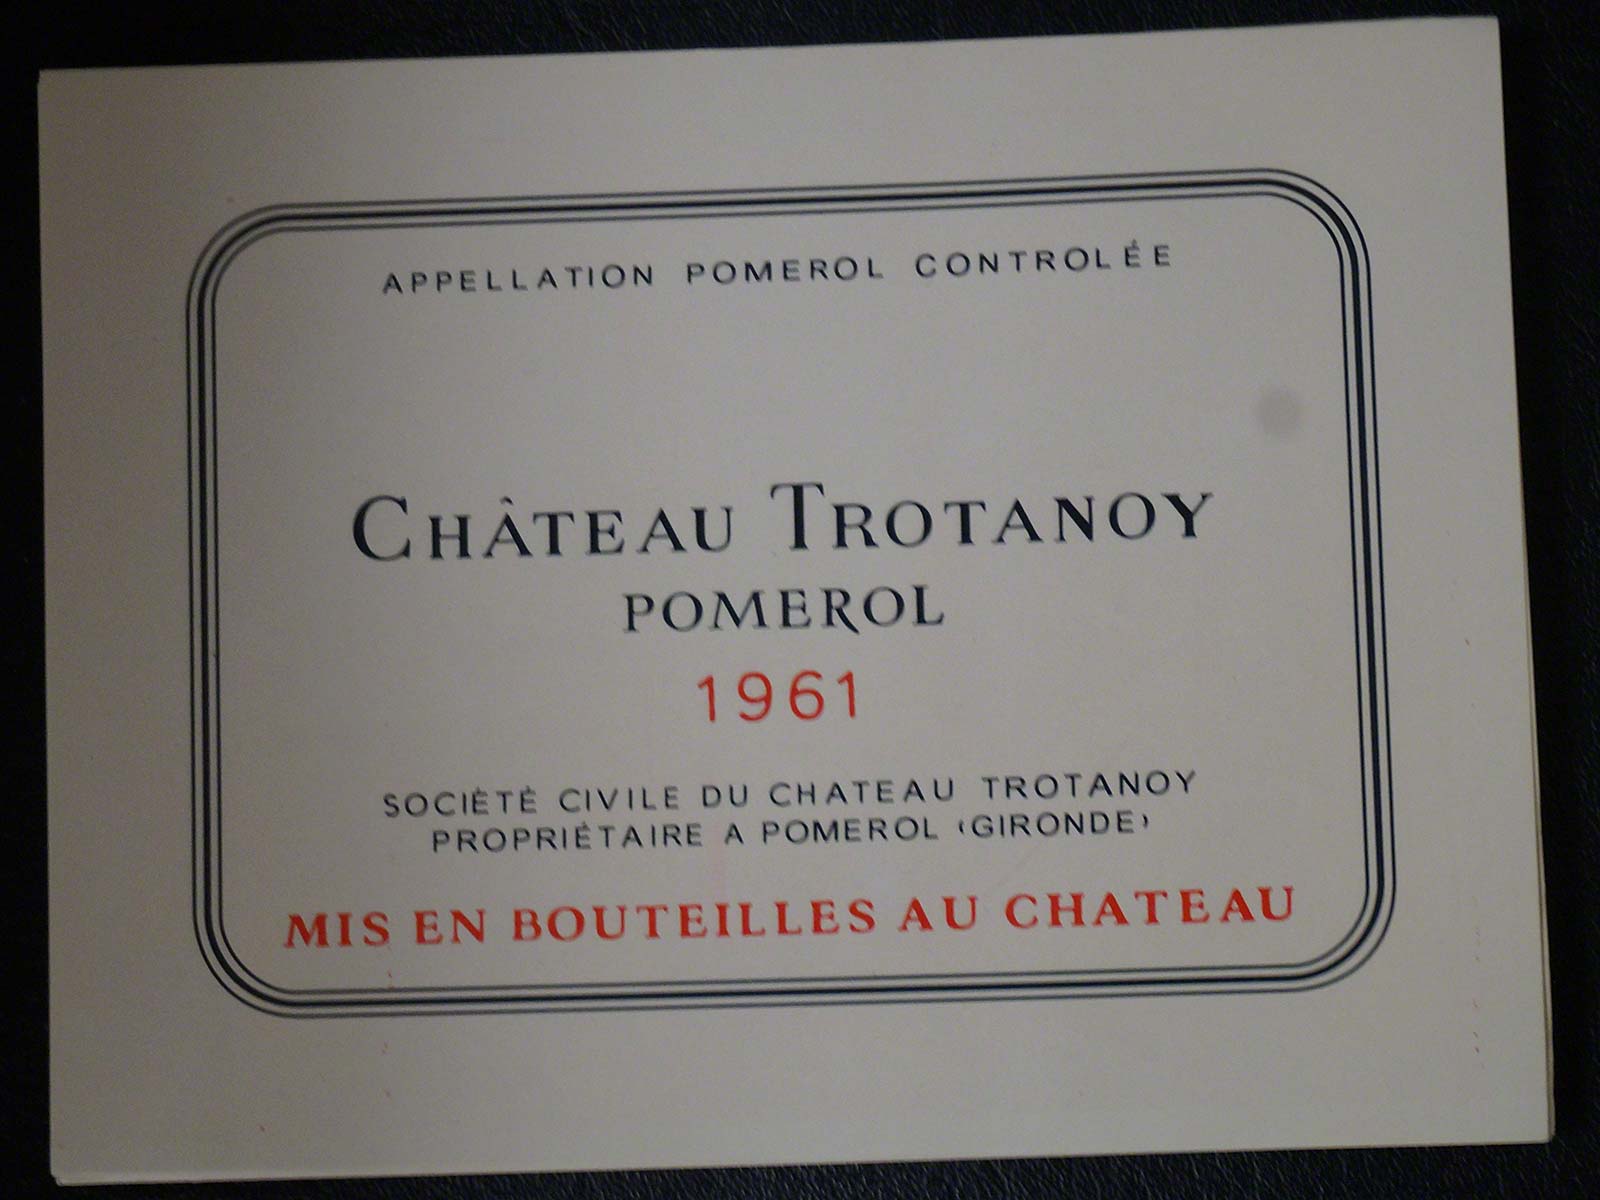 APPELLATION POMEROL CONTROLÉE
CHÂTEAU TROTANOY
POMEROL
1961
SOCIÉTÉ CIVILE DU CHATEAU TROTANOY
PROPRIÉTAIRE A POMEROL (GIRONDE)
MIS EN BOUTEILLES AU CHATEAU